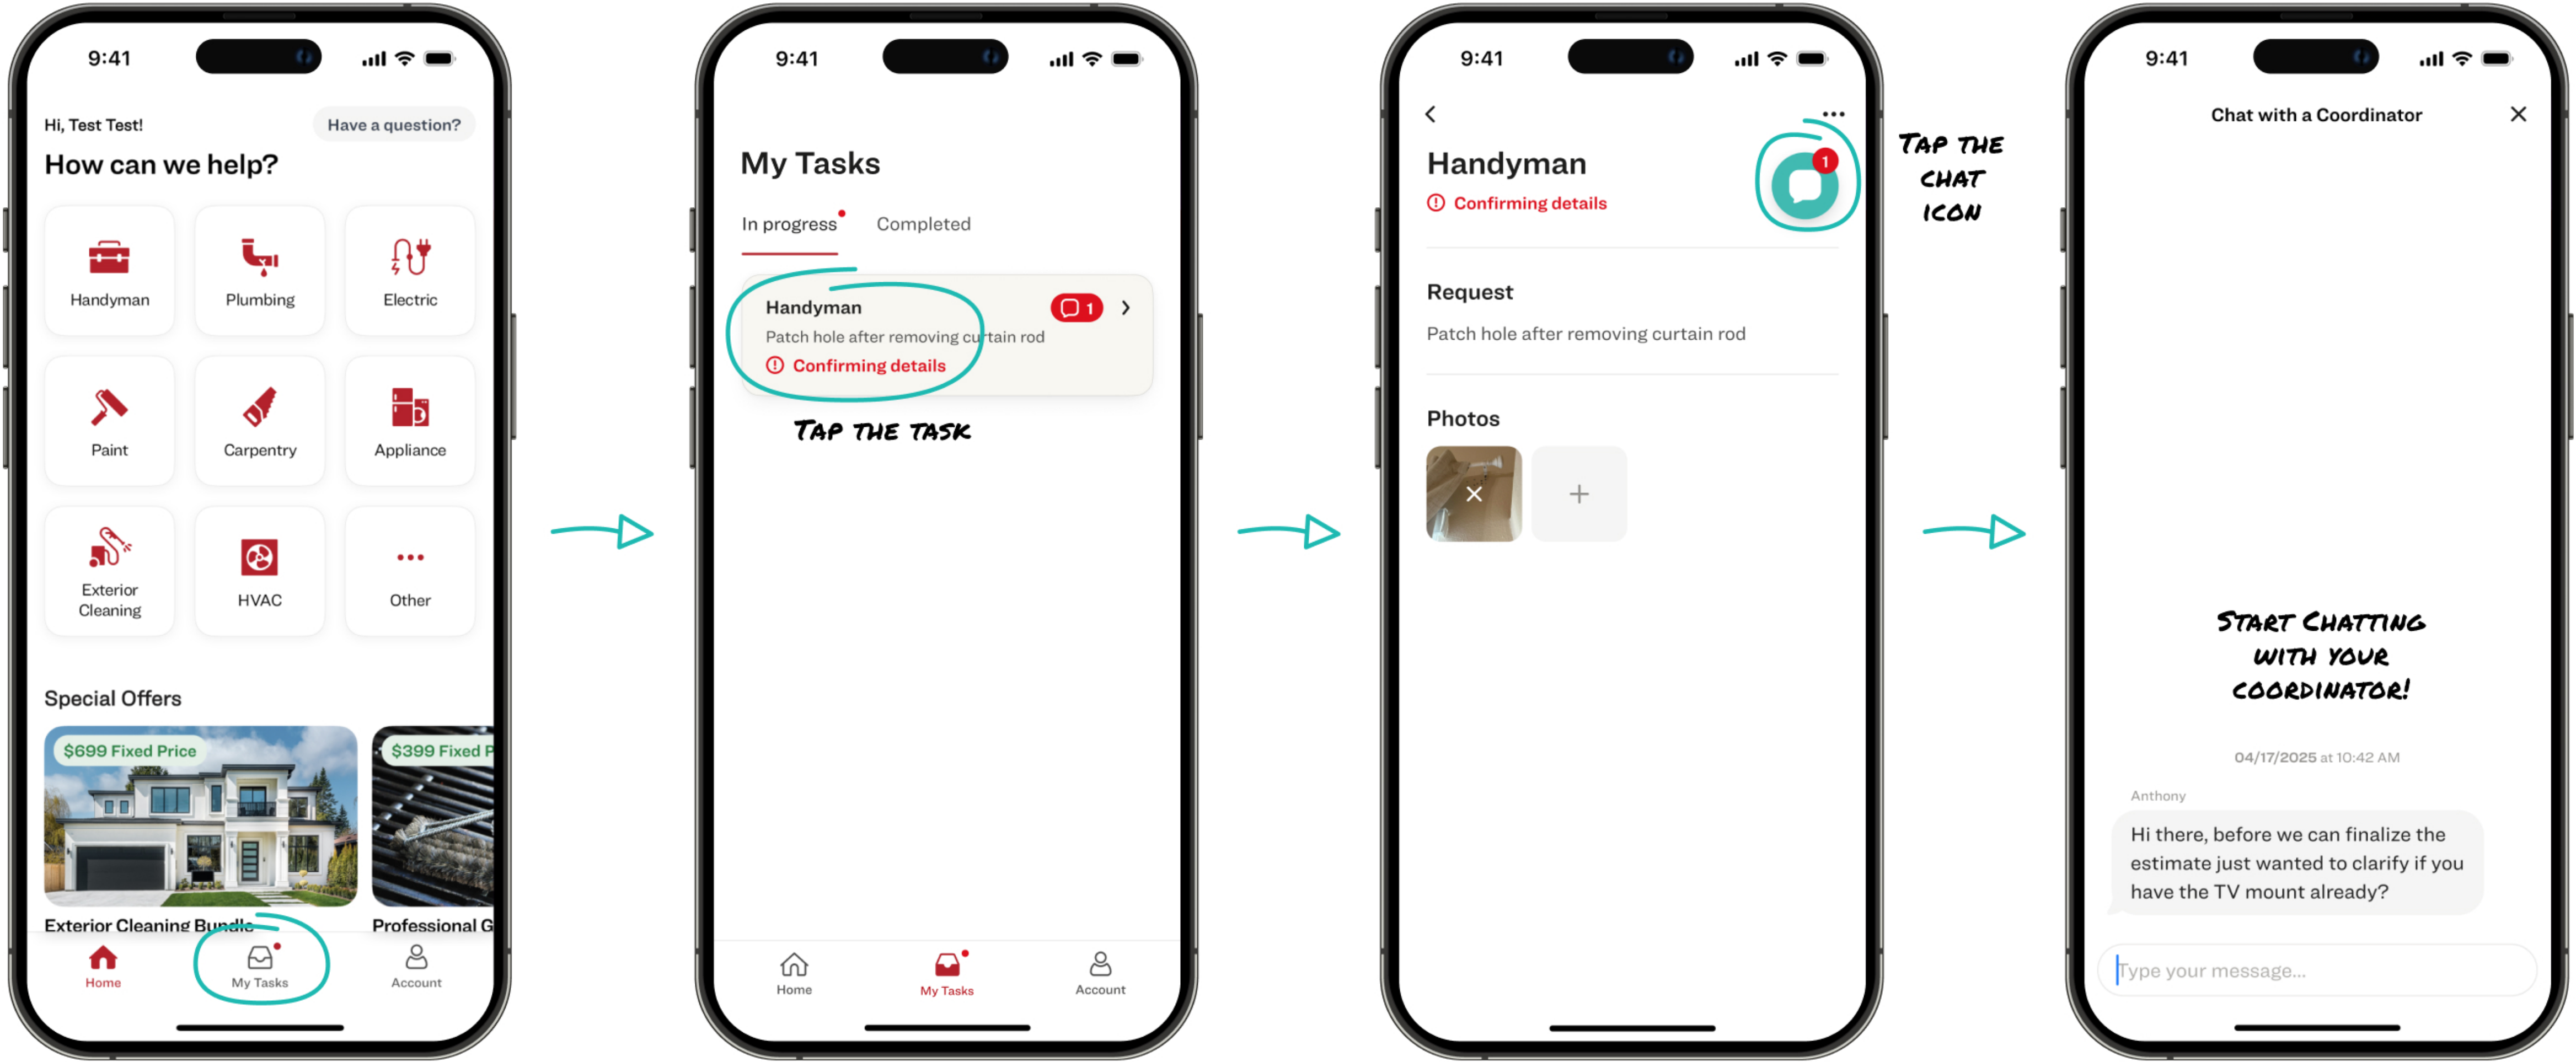 9:41
Hi, Test Test!
Have a question?
How can we help?
Handyman
Plumbing
Electric
Paint
Carpentry
Appliance
Exterior
Cleaning
HVAC
Other
Special Offers
$699 Fixed Price
$399 Fixed P
Exterior Cleaning Bundle
Professional G
Home
My Tasks
Account
9:41
My Tasks
In progress
Completed
Handyman
1
Patch hole after removing curtain rod
Confirming details
TAP THE TASK
Home
My Tasks
Account
9:41
Handyman
1
Confirming details
Request
Patch hole after removing curtain rod
Photos
TAP THE
CHAT
ICON
9:41
Chat with a Coordinator
START CHATTING
WITH YOUR
COORDINATOR!
04/17/2025 at 10:42 AM
Anthony
Hi there, before we can finalize the
estimate just wanted to clarify if you
have the TV mount already?
Type your message...